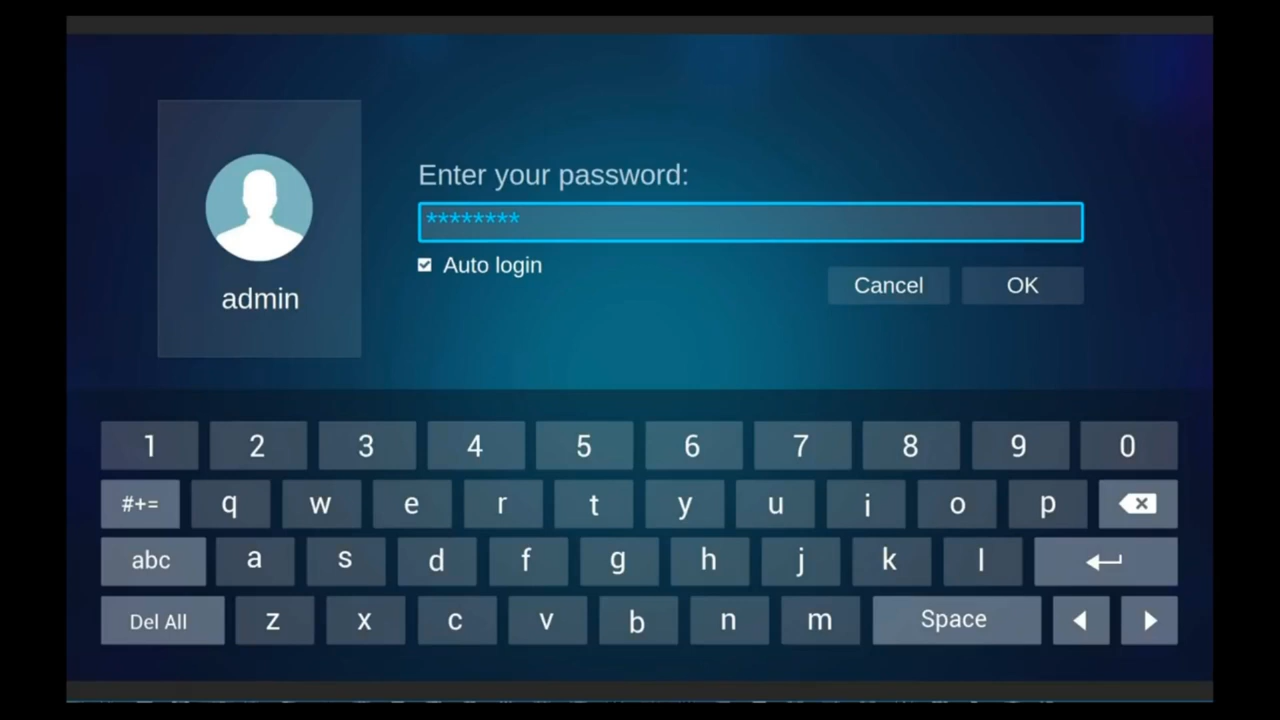 Enter your password:
********
Auto login
Cancel OK
admin
1 2 3 4 5 6 7 8 9 0
#+= q w e r t y u i o p
abc a s d f g h j k l
Del All z x c v b n m Space